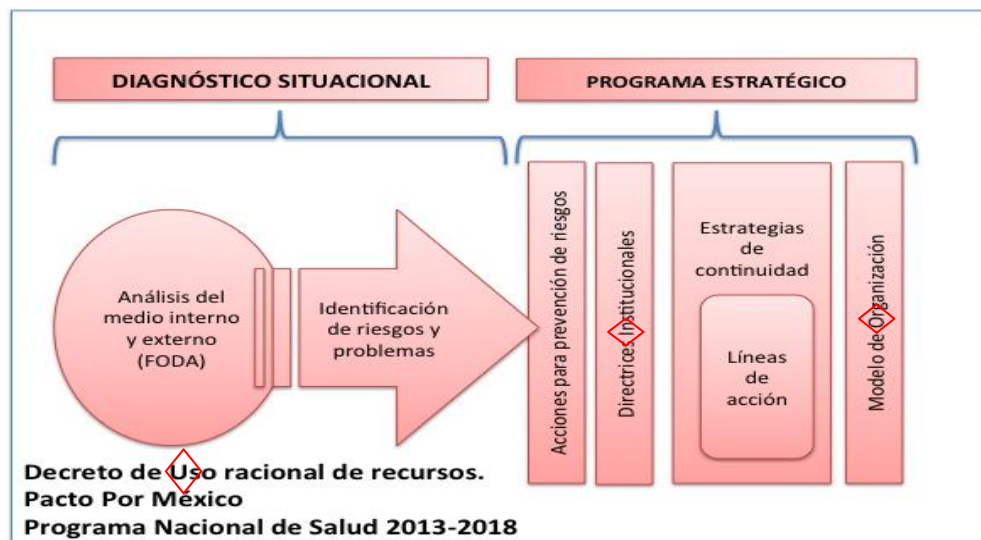 DIAGNÓSTICO SITUACIONAL
PROGRAMA ESTRATÉGICO
Análisis del
medio interno
y externo
(FODA)
Identificación
de riesgos y
problemas
Acciones para prevención de riesgos
Directrices Institucionales
Estrategias
de
continuidad
Líneas
de
acción
Modelo de Organización
Decreto de Uso racional de recursos.
Pacto Por México
Programa Nacional de Salud 2013-2018